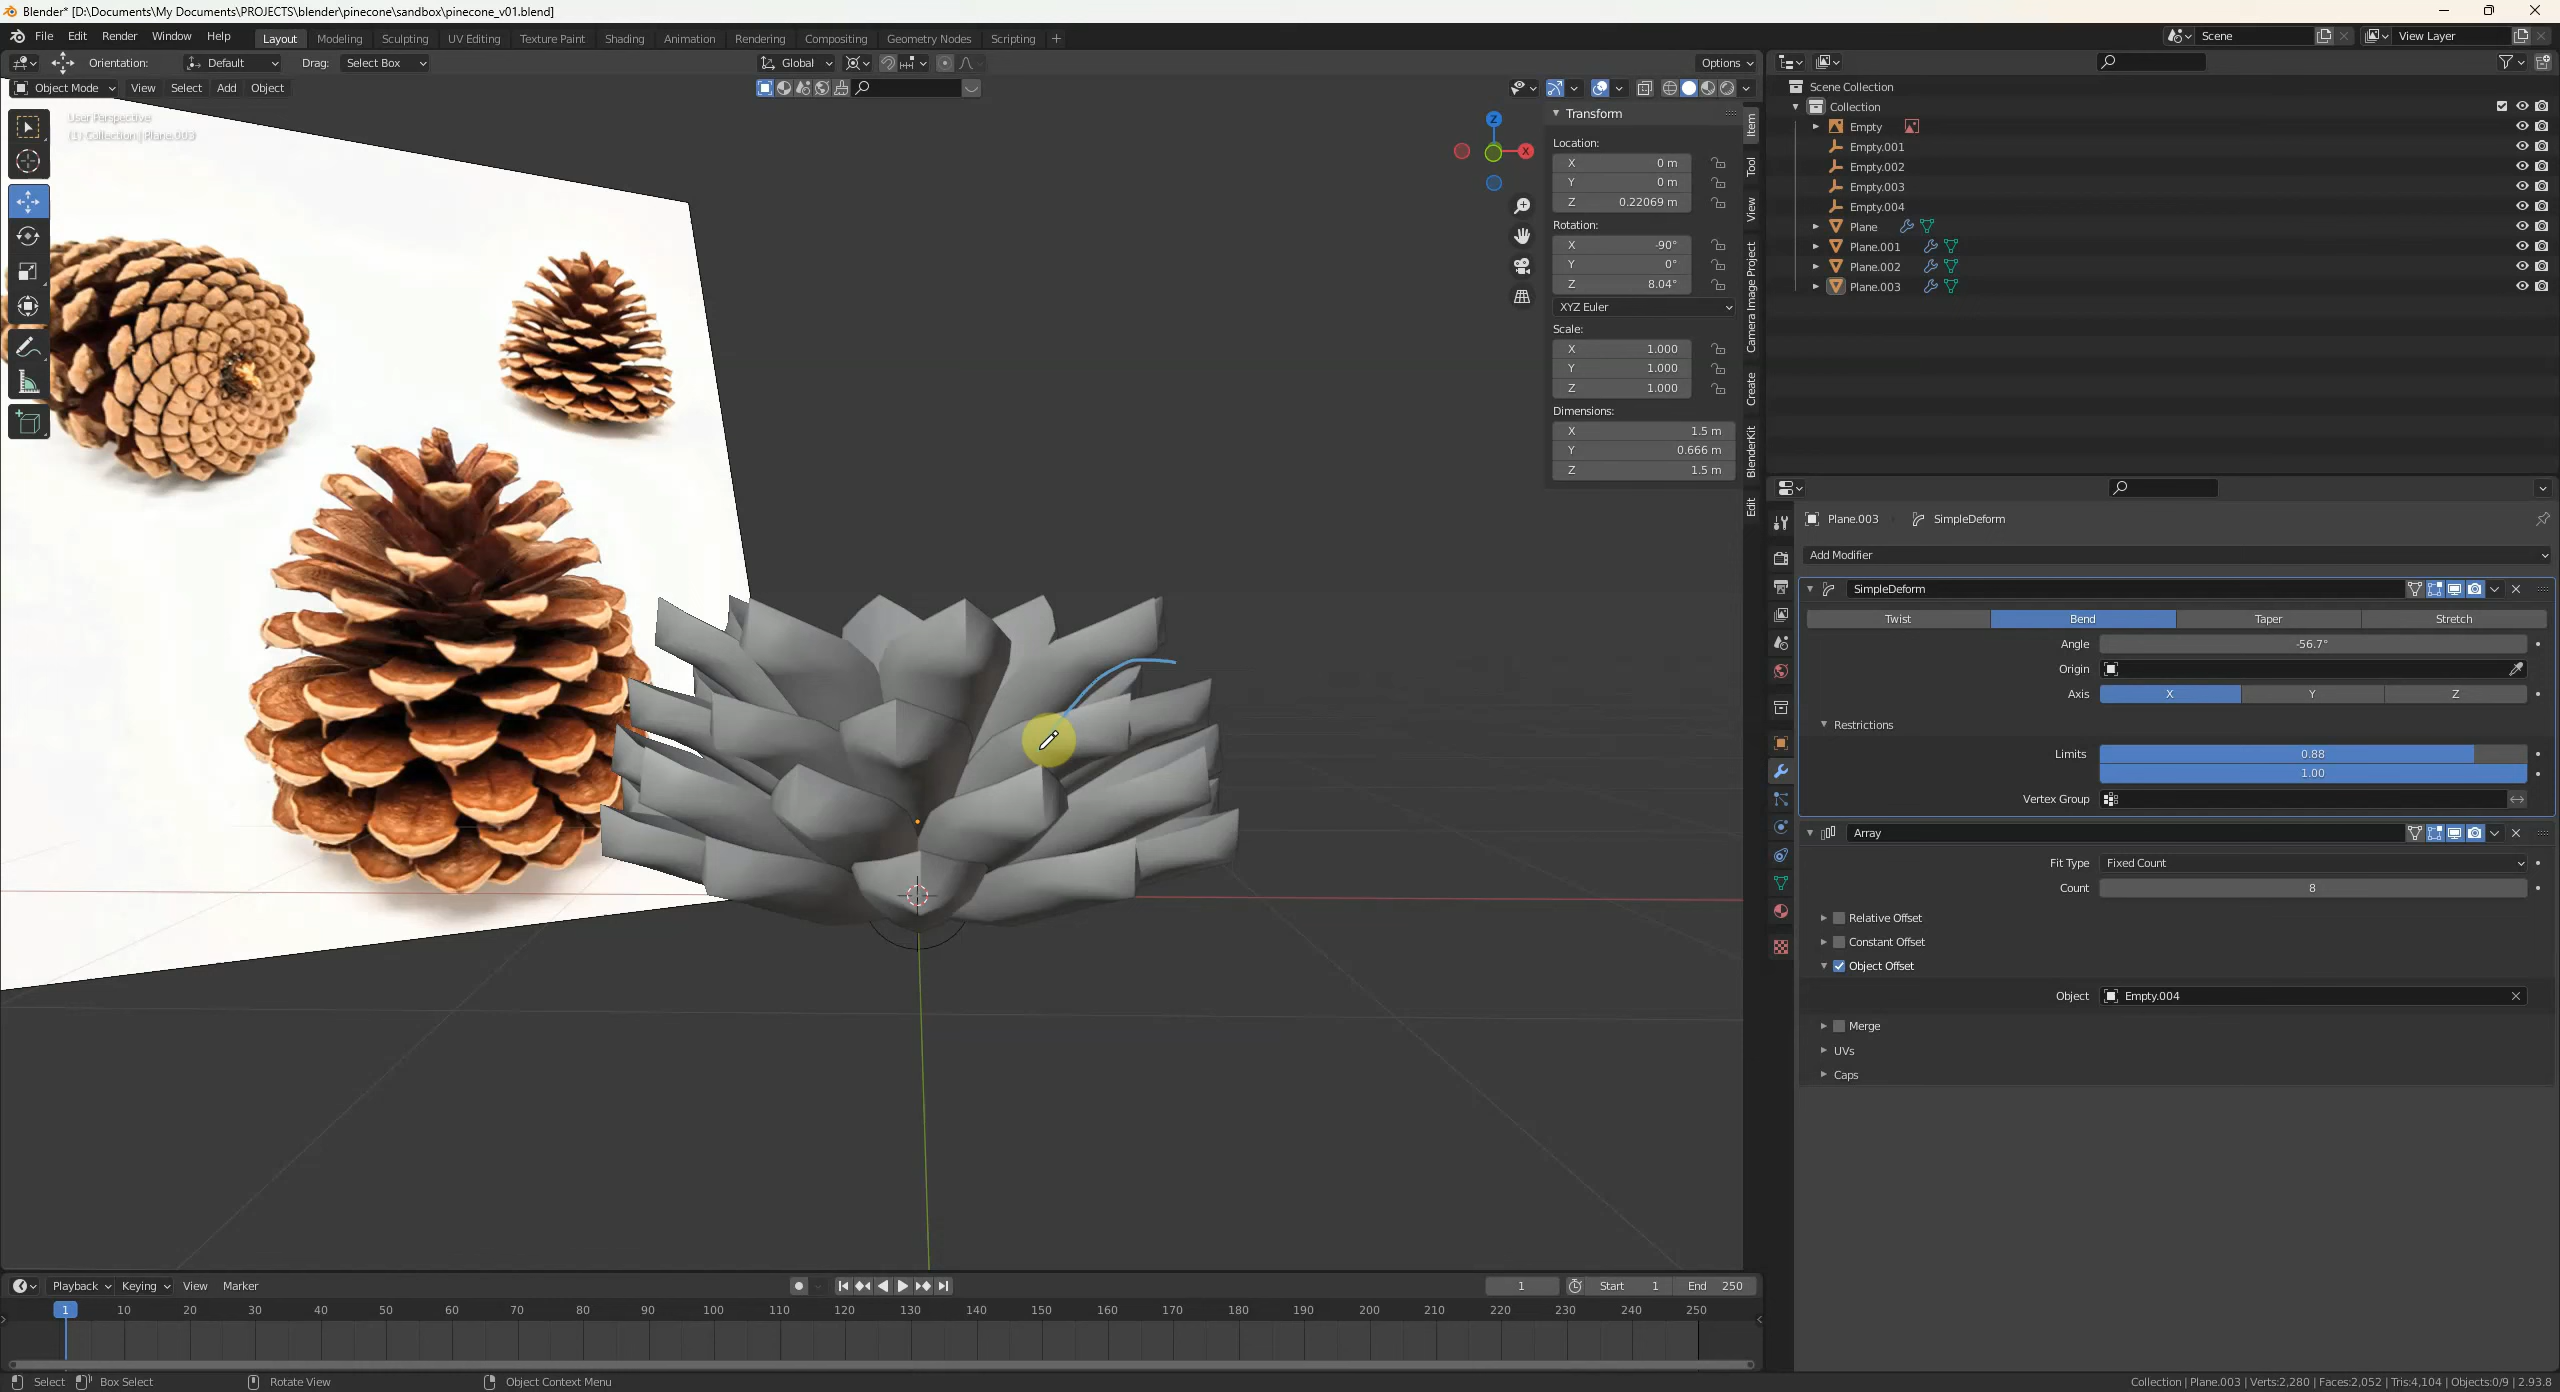 Blender* [D:\Documents\My Documents\PROJECTS\blender\pinecone\sandbox\pinecone_v01.blend]
File Edit Render Window Help Layout Modeling Sculpting UV Editing Texture Paint Shading Animation Rendering Compositing Geometry Nodes Scripting + Scene View Layer
Orientation: Default Drag: Select Box Global Options
Object Mode View Select Add Object
User Perspective
(1) Collection | Plane.003
Z
X
Transform
Location:
X 0 m
Y 0 m
Z 0.22069 m
Rotation:
X -90°
Y 0°
Z 8.04°
XYZ Euler
Scale:
X 1.000
Y 1.000
Z 1.000
Dimensions:
X 1.5 m
Y 0.666 m
Z 1.5 m
Item
Tool
View
Camera Image Project
Create
BlenderKit
Edit
Scene Collection
Collection
Empty
Empty.001
Empty.002
Empty.003
Empty.004
Plane
Plane.001
Plane.002
Plane.003
Plane.003 SimpleDeform
Add Modifier
SimpleDeform
Twist Bend Taper Stretch
Angle -56.7°
Origin
Axis X Y Z
Restrictions
Limits 0.88
1.00
Vertex Group
Array
Fit Type Fixed Count
Count 8
Relative Offset
Constant Offset
Object Offset
Object Empty.004
Merge
UVs
Caps
Playback Keying View Marker 1 Start 1 End 250
1 10 20 30 40 50 60 70 80 90 100 110 120 130 140 150 160 170 180 190 200 210 220 230 240 250
Select Box Select Rotate View Object Context Menu Collection | Plane.003 | Verts:2,280 | Faces:2,052 | Tris:4,104 | Objects:0/9 | 2.93.8